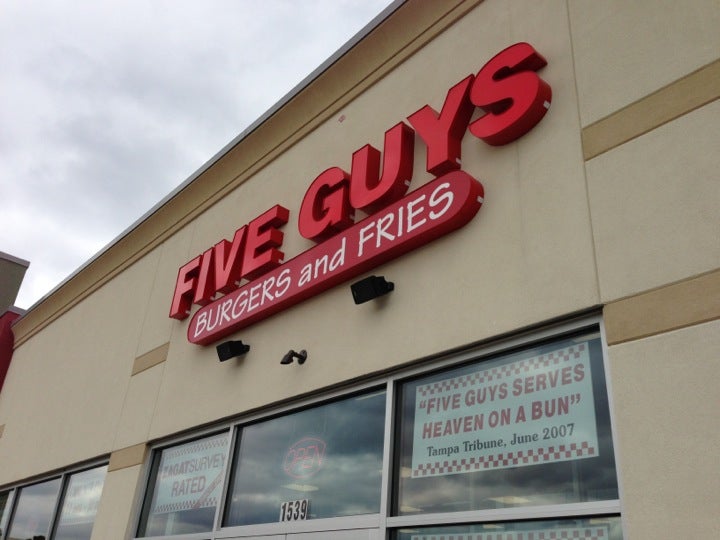 FIVE GUYS
BURGERS and FRIES
"FIVE GUYS SERVES
HEAVEN ON A BUN"
Tampa Tribune, June 2007
ZAGAT SURVEY
RATED
OPEN
1539